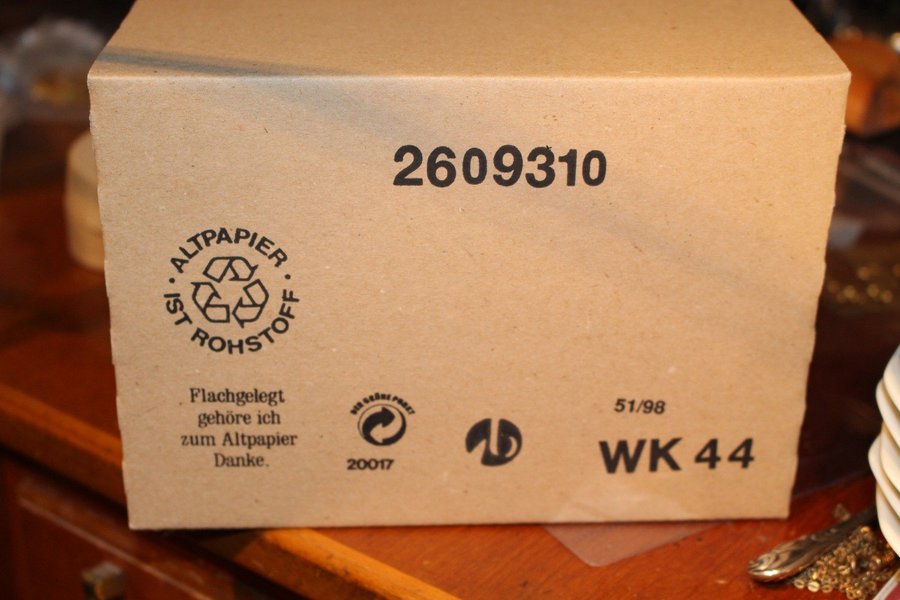 2609310
ALTPAPIER
IST ROHSTOFF
Flachgelegt
gehöre ich
zum Altpapier
Danke.
DER GRÜNE PUNKT
20017
51/98
WK 44